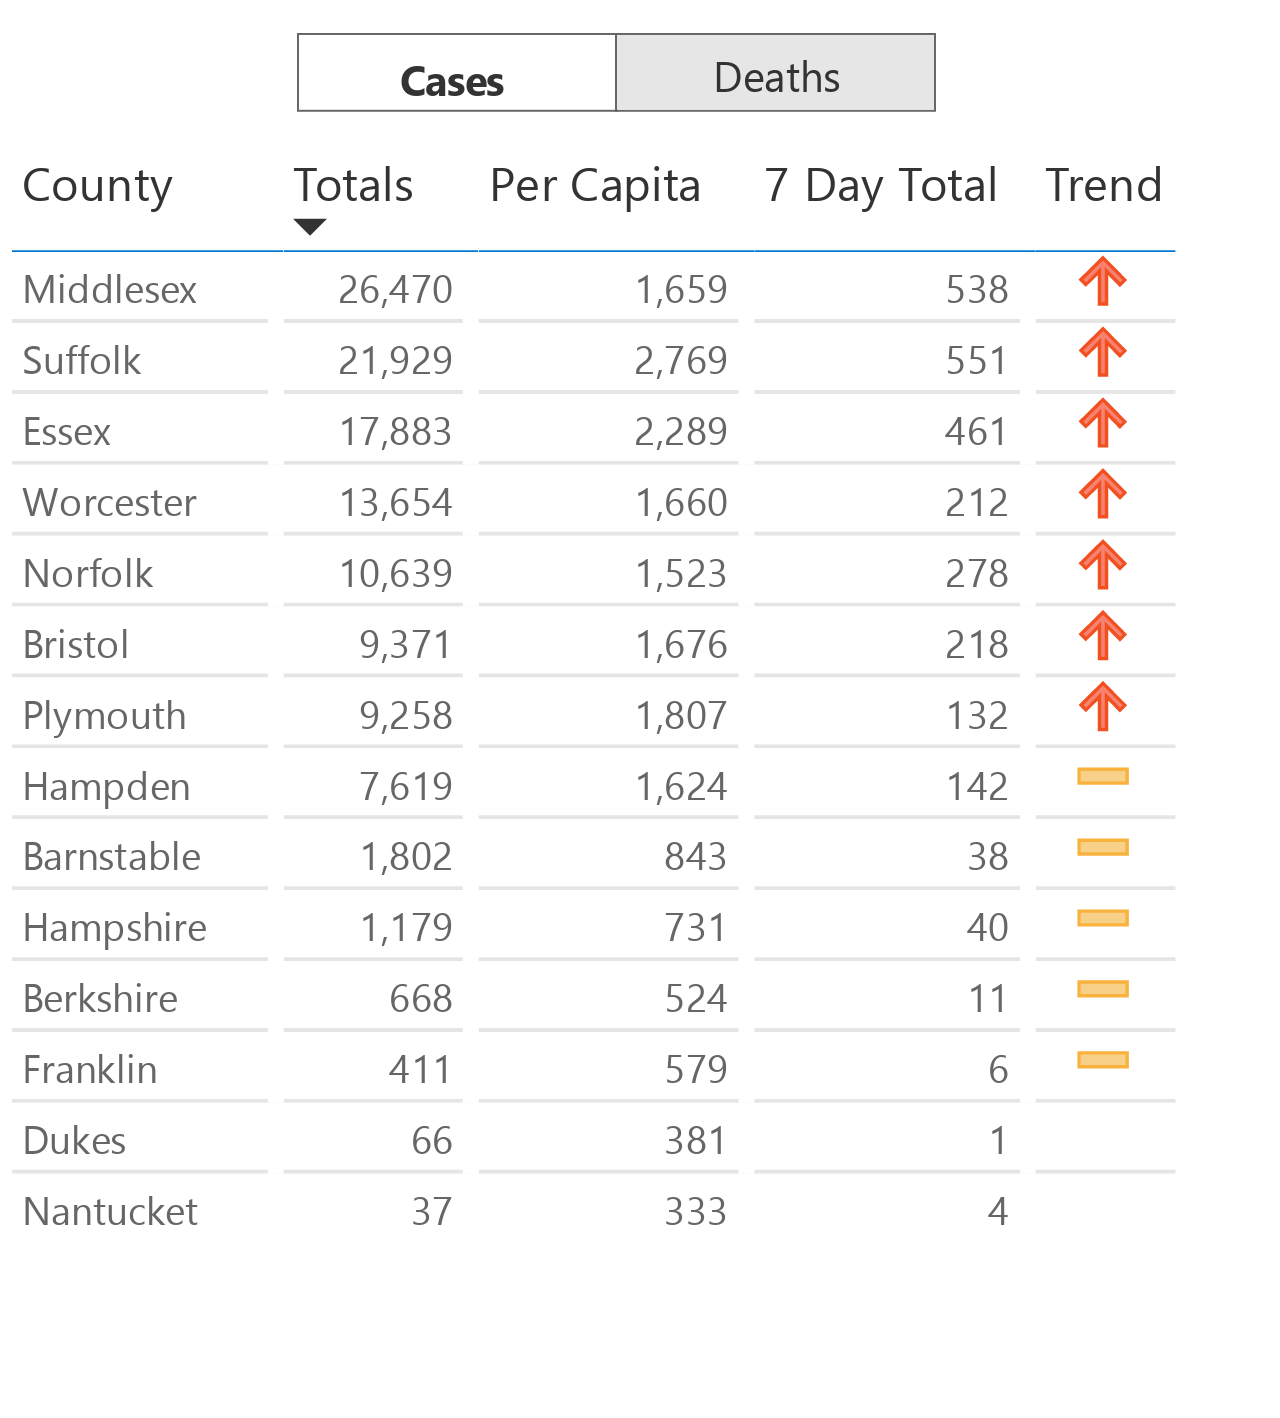 Cases Deaths
County Totals Per Capita 7 Day Total Trend
Middlesex 26,470 1,659 538
Suffolk 21,929 2,769 551
Essex 17,883 2,289 461
Worcester 13,654 1,660 212
Norfolk 10,639 1,523 278
Bristol 9,371 1,676 218
Plymouth 9,258 1,807 132
Hampden 7,619 1,624 142
Barnstable 1,802 843 38
Hampshire 1,179 731 40
Berkshire 668 524 11
Franklin 411 579 6
Dukes 66 381 1
Nantucket 37 333 4